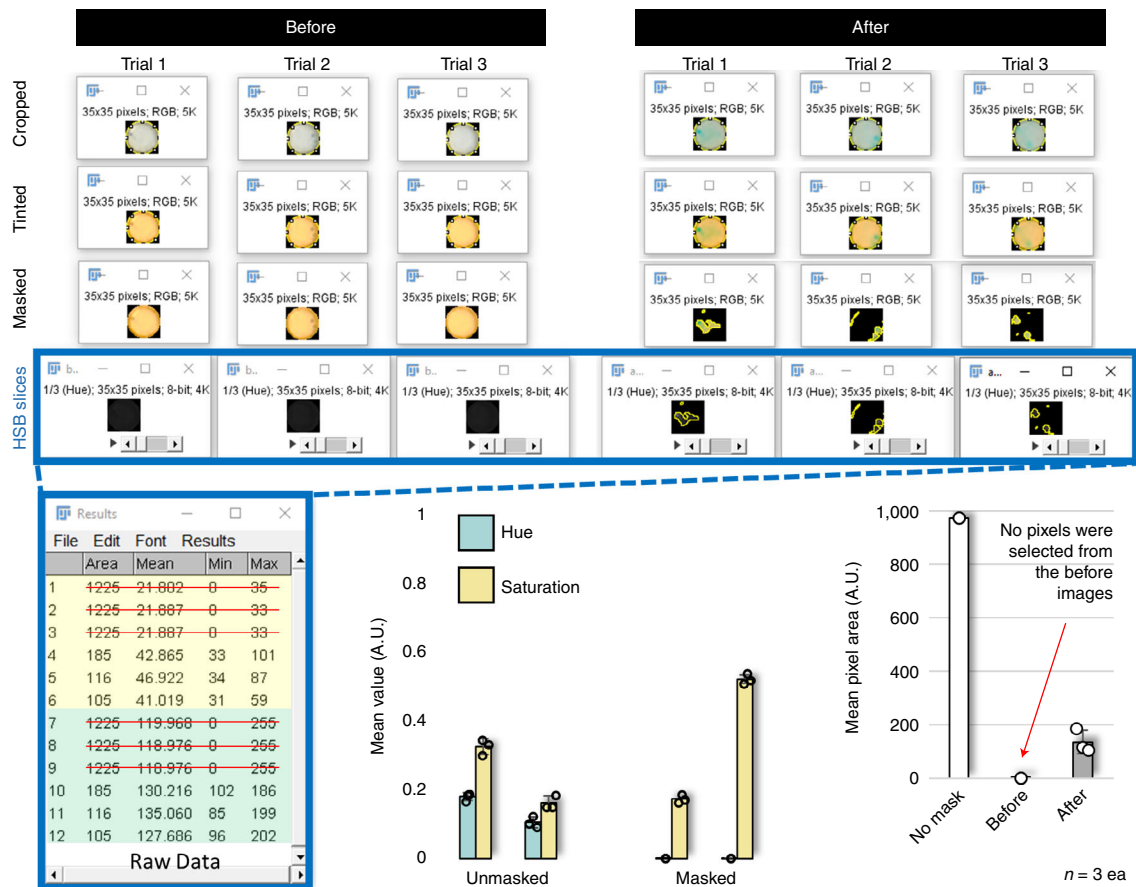 Before
After
Trial 1
Trial 2
Trial 3
Trial 1
Trial 2
Trial 3
Cropped
35x35 pixels; RGB; 5K
35x35 pixels; RGB; 5K
35x35 pixels; RGB; 5K
35x35 pixels; RGB; 5K
35x35 pixels; RGB; 5K
35x35 pixels; RGB; 5K
Tinted
35x35 pixels; RGB; 5K
35x35 pixels; RGB; 5K
35x35 pixels; RGB; 5K
35x35 pixels; RGB; 5K
35x35 pixels; RGB; 5K
35x35 pixels; RGB; 5K
Masked
35x35 pixels; RGB; 5K
35x35 pixels; RGB; 5K
35x35 pixels; RGB; 5K
35x35 pixels; RGB; 5K
35x35 pixels; RGB; 5K
35x35 pixels; RGB; 5K
HSB slices
b..
b..
b..
a...
a...
a...
1/3 (Hue); 35x35 pixels; 8-bit; 4K
1/3 (Hue); 35x35 pixels; 8-bit; 4K
1/3 (Hue); 35x35 pixels; 8-bit; 4K
1/3 (Hue); 35x35 pixels; 8-bit; 4K
1/3 (Hue); 35x35 pixels; 8-bit; 4K
1/3 (Hue); 35x35 pixels; 8-bit; 4K
Results
File Edit Font Results
Area Mean Min Max
1 1225 21.802 0 35
2 1225 21.887 0 33
3 1225 21.887 0 33
4 185 42.865 33 101
5 116 46.922 34 87
6 105 41.019 31 59
7 1225 119.968 0 255
8 1225 118.976 0 255
9 1225 118.976 0 255
10 185 130.216 102 186
11 116 135.060 85 199
12 105 127.686 96 202
Raw Data
Mean value (A.U.)
1
0.8
0.6
0.4
0.2
0
Hue
Saturation
Unmasked
Masked
Mean pixel area (A.U.)
1,000
800
600
400
200
0
No pixels were
selected from
the before
images
No mask
Before
After
n = 3 ea